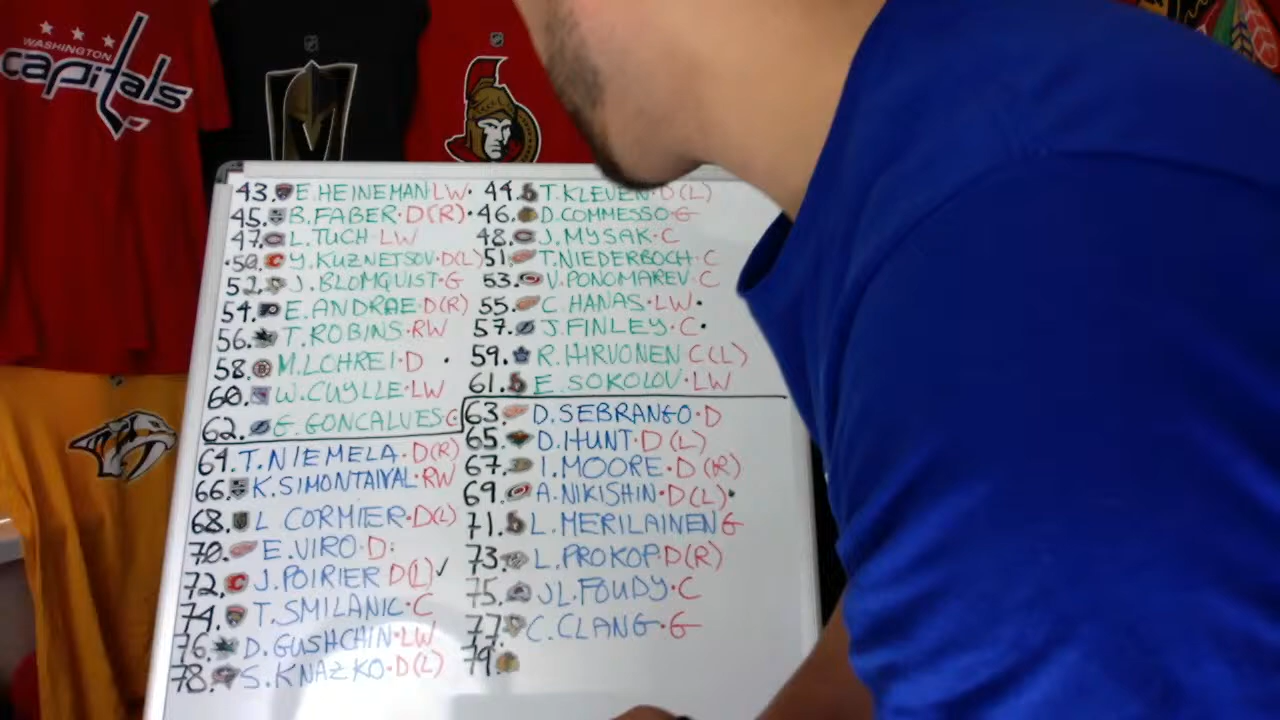 WASHINGTON
capitals
43. E.HEINEMAN LW· 44. T.KLEVEN·D(L)
45. B.FABER·D(R)· 46. D.COMMESSO·G
47. L.TUCH·LW 48. J.MYSAK·C
·50. Y.KUZNETSOV·D(L) 51. T.NIEDERBOCH·C
52. J.BLOMQUIST·G 53. V.PONOMAREV·C
54. E.ANDRAE·D(R) 55. C.HANAS·LW·
56. T.ROBINS·RW 57. J.FINLEY·C·
58. M.LOHREI·D · 59. R.HIRVONEN C(L)
60. W.CUYLLE·LW 61. E.SOKOLOV·LW
62. G.GONCALVES C 63. D.SEBRANGO·D
64. T.NIEMELA·D(R) 65. D.HUNT·D(L)
66. K.SIMONTAIVAL·RW 67. I.MOORE·D(R)
68. L CORMIER·D(L) 69. A.NIKISHIN·D(L)·
70. E.VIRO·D: 71. L.MERILAINEN G
72. J.POIRIER D(L)✓ 73. L.PROKOP·D(R)
74. T.SMILANIC·C 75. JL.FOUDY·C
76. D.GUSHCHIN·LW 77. C.CLANG·G
78. S.KNAZKO·D(L) 79.